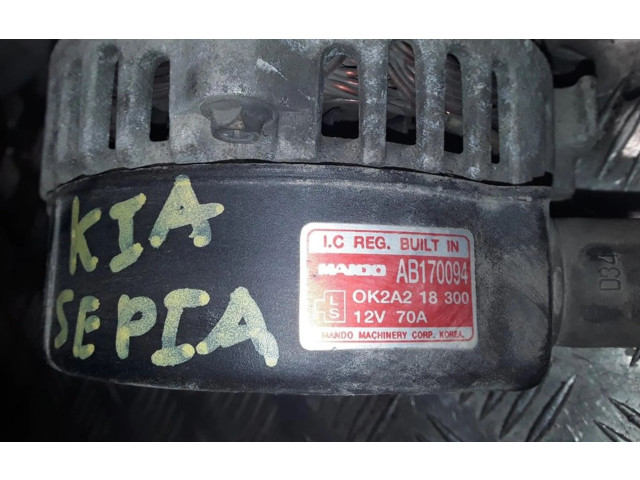 KIA
SEPIA
I.C REG. BUILT IN
MANDO AB170094
L S OK2A2 18 300
12V 70A
MANDO MACHINERY CORP. KOREA.
D34